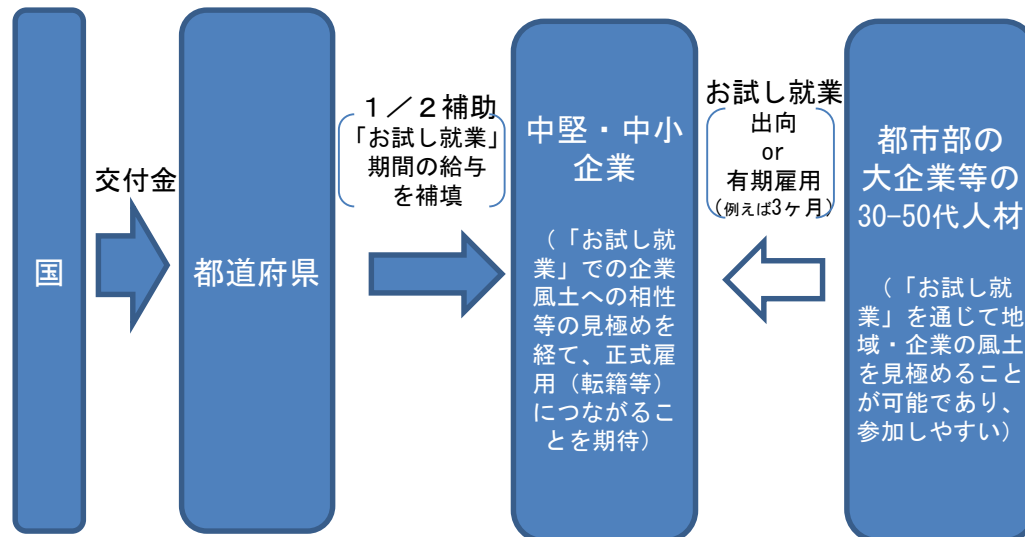 国
交付金
都道府県
１／２補助
「お試し就業」
期間の給与
を補填
中堅・中小
企業
（「お試し就
業」での企業
風土への相性
等の見極めを
経て、正式雇
用（転籍等）
につながるこ
とを期待）
お試し就業
出向
or
有期雇用
（例えば3ヶ月）
都市部の
大企業等の
30-50代人材
（「お試し就
業」を通じて地
域・企業の風土
を見極めること
が可能であり、
参加しやすい）